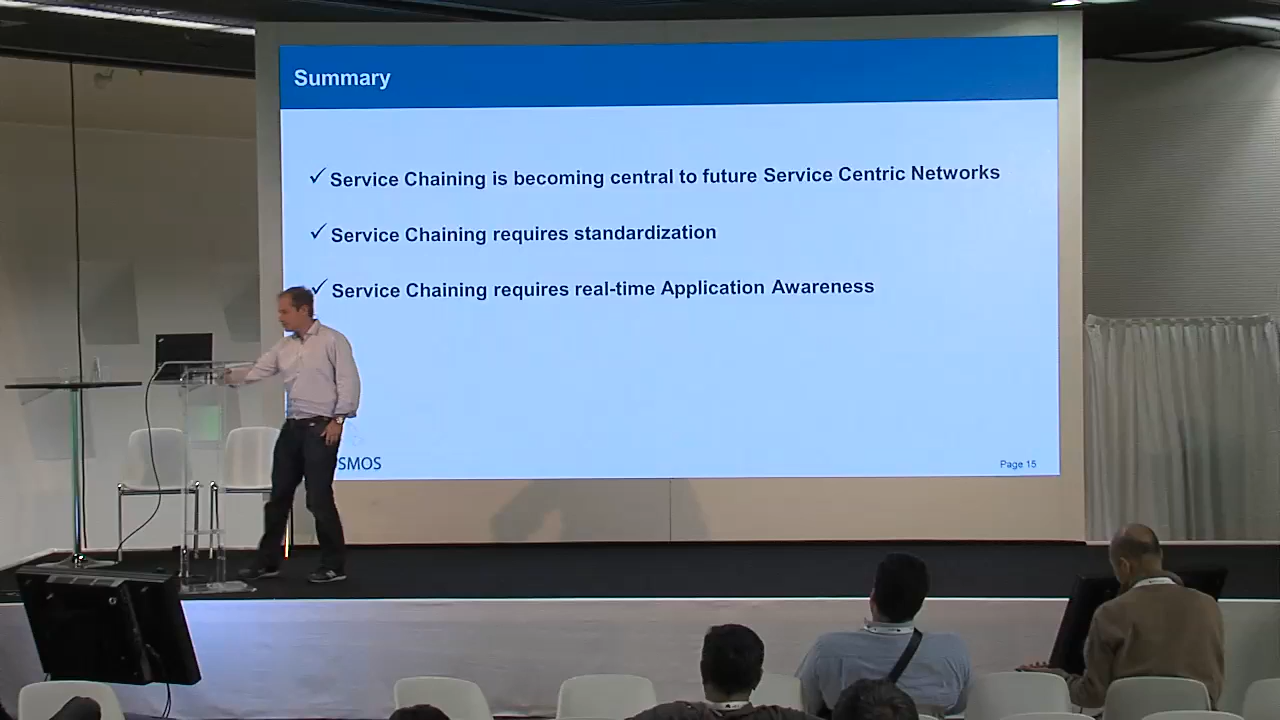 Summary
✓ Service Chaining is becoming central to future Service Centric Networks
✓ Service Chaining requires standardization
✓ Service Chaining requires real-time Application Awareness
SMOS
Page 15